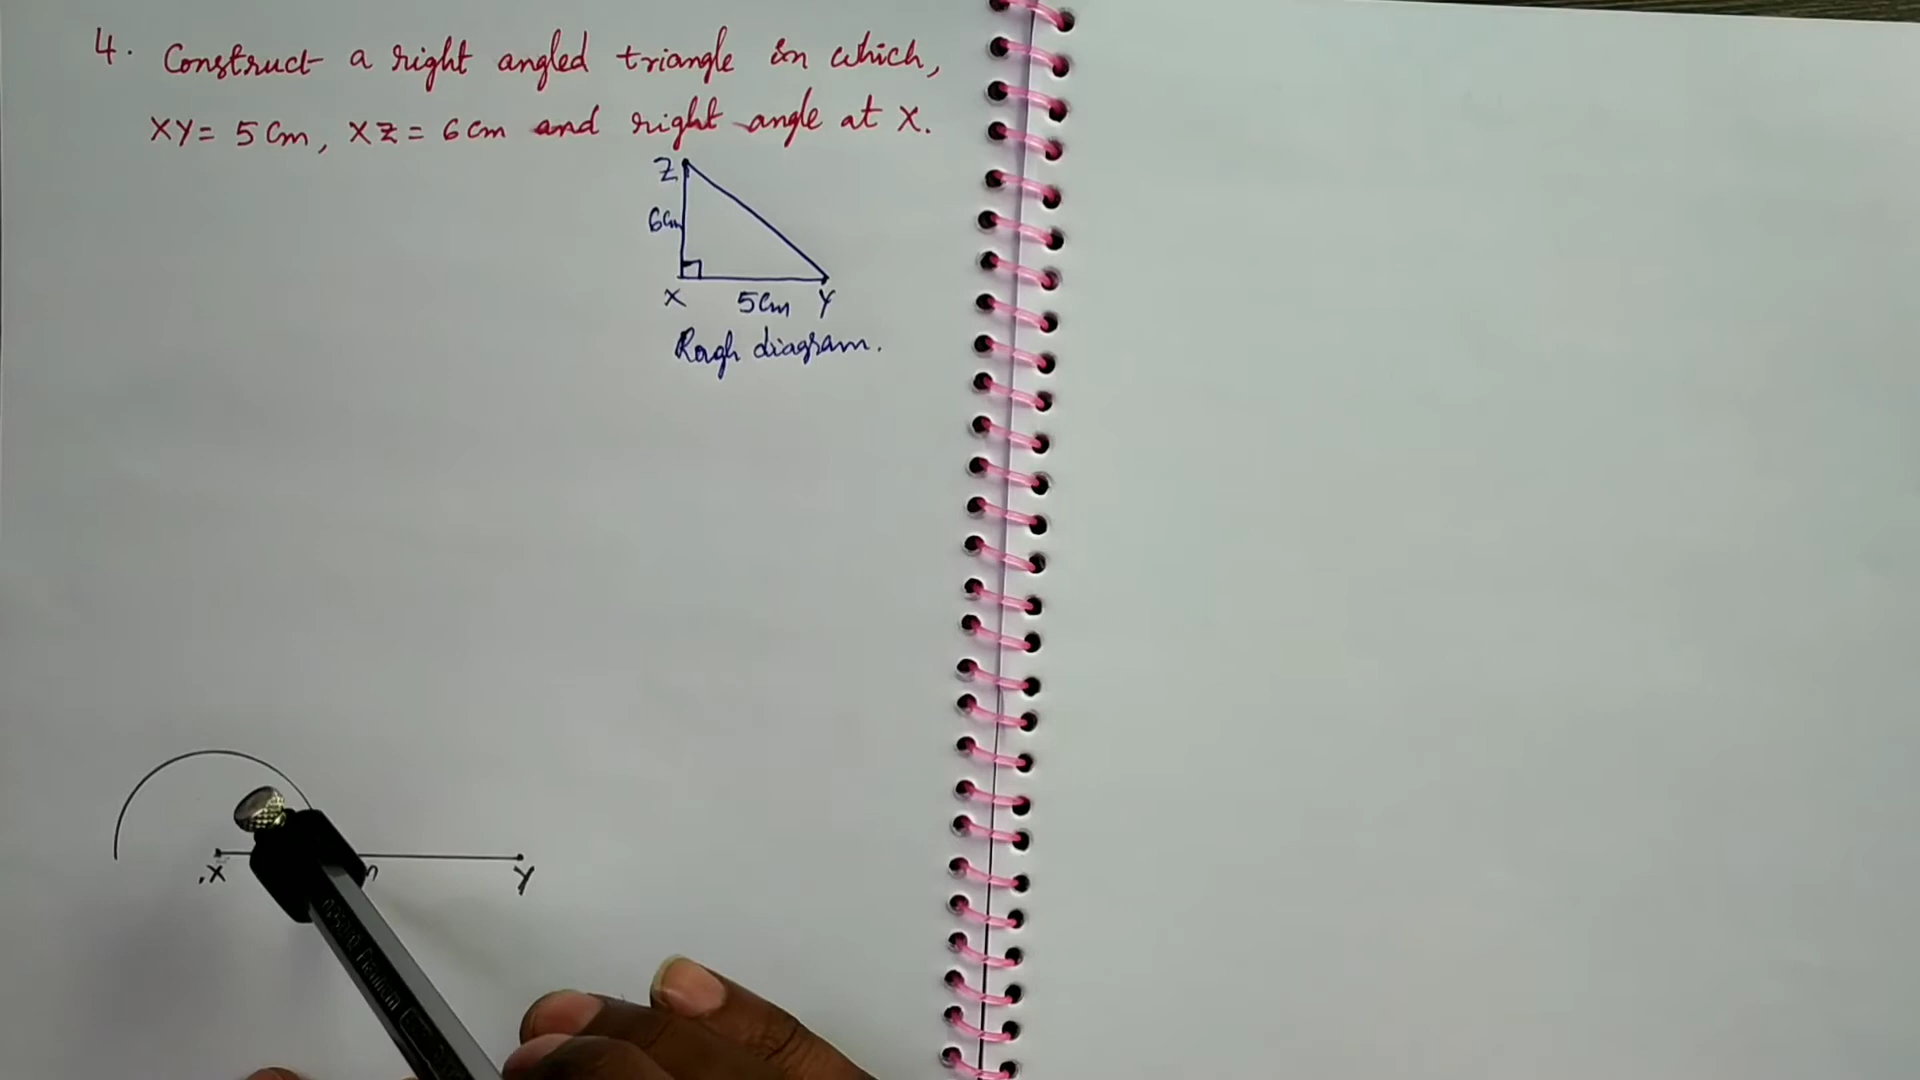 4. Construct a right angled triangle in which,
XY = 5 Cm, XZ = 6 cm and right angle at X.
Z
6Cm
X 5Cm Y
Rough diagram.
.X Y